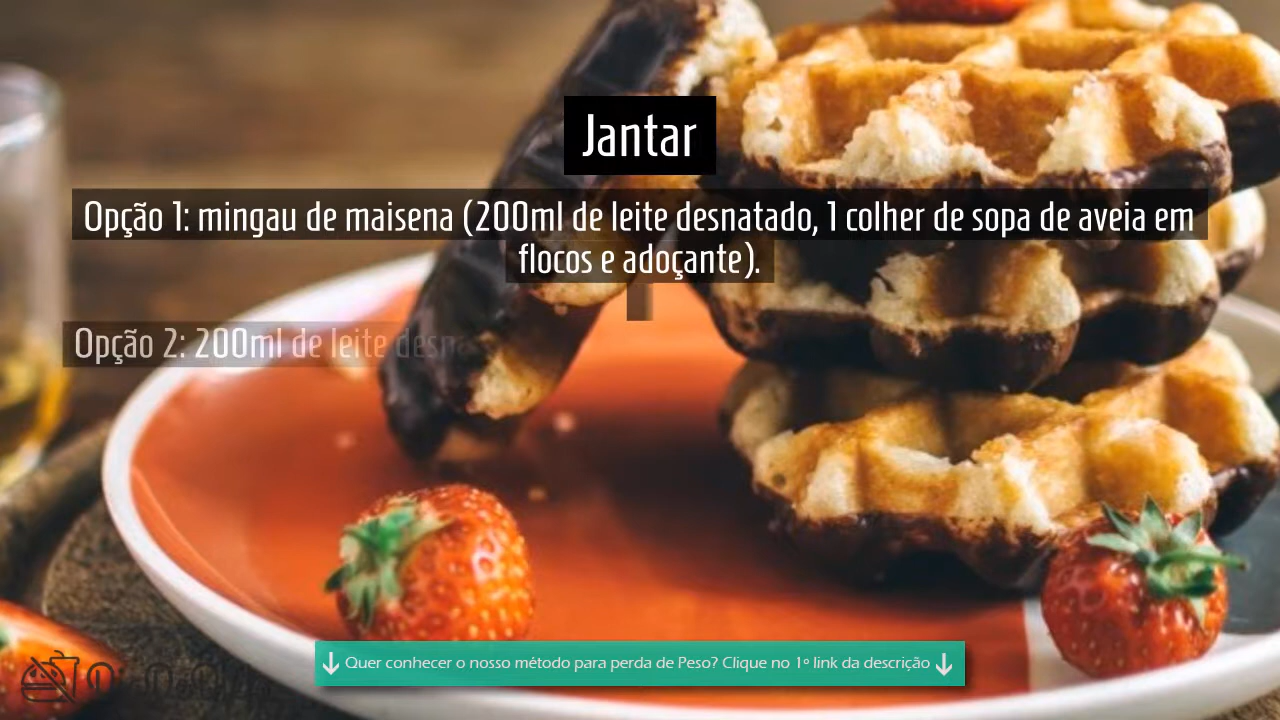 Jantar
Opção 1: mingau de maisena (200ml de leite desnatado, 1 colher de sopa de aveia em
flocos e adoçante).
Opção 2: 200ml de leite
Quer conhecer o nosso método para perda de Peso? Clique no 1º link da descrição